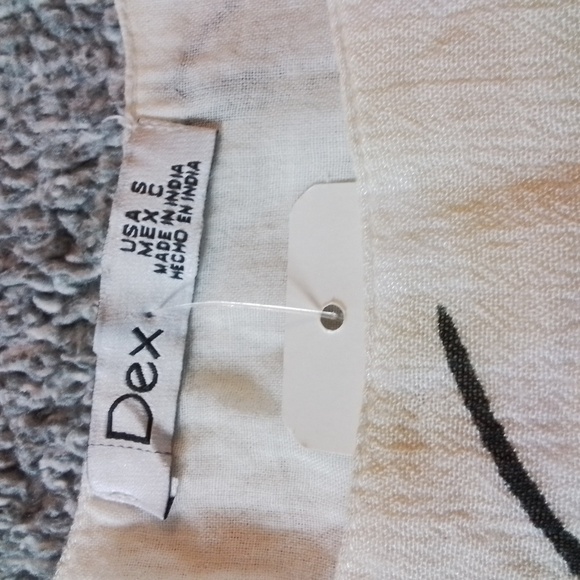 Dex.
USA S
MEX C
MADE IN INDIA
HECHO EN INDIA